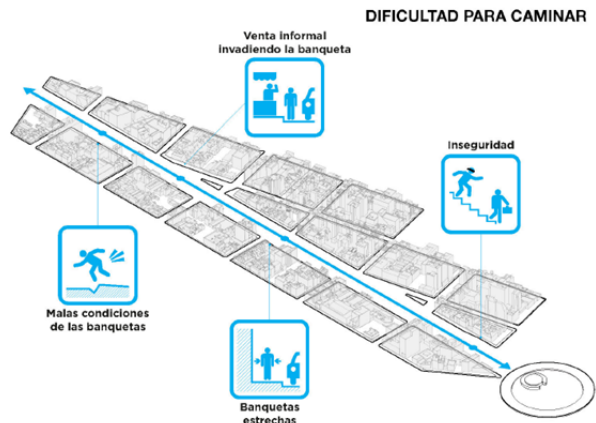 DIFICULTAD PARA CAMINAR
Venta informal
invadiendo la banqueta
Inseguridad
Malas condiciones
de las banquetas
Banquetas
estrechas